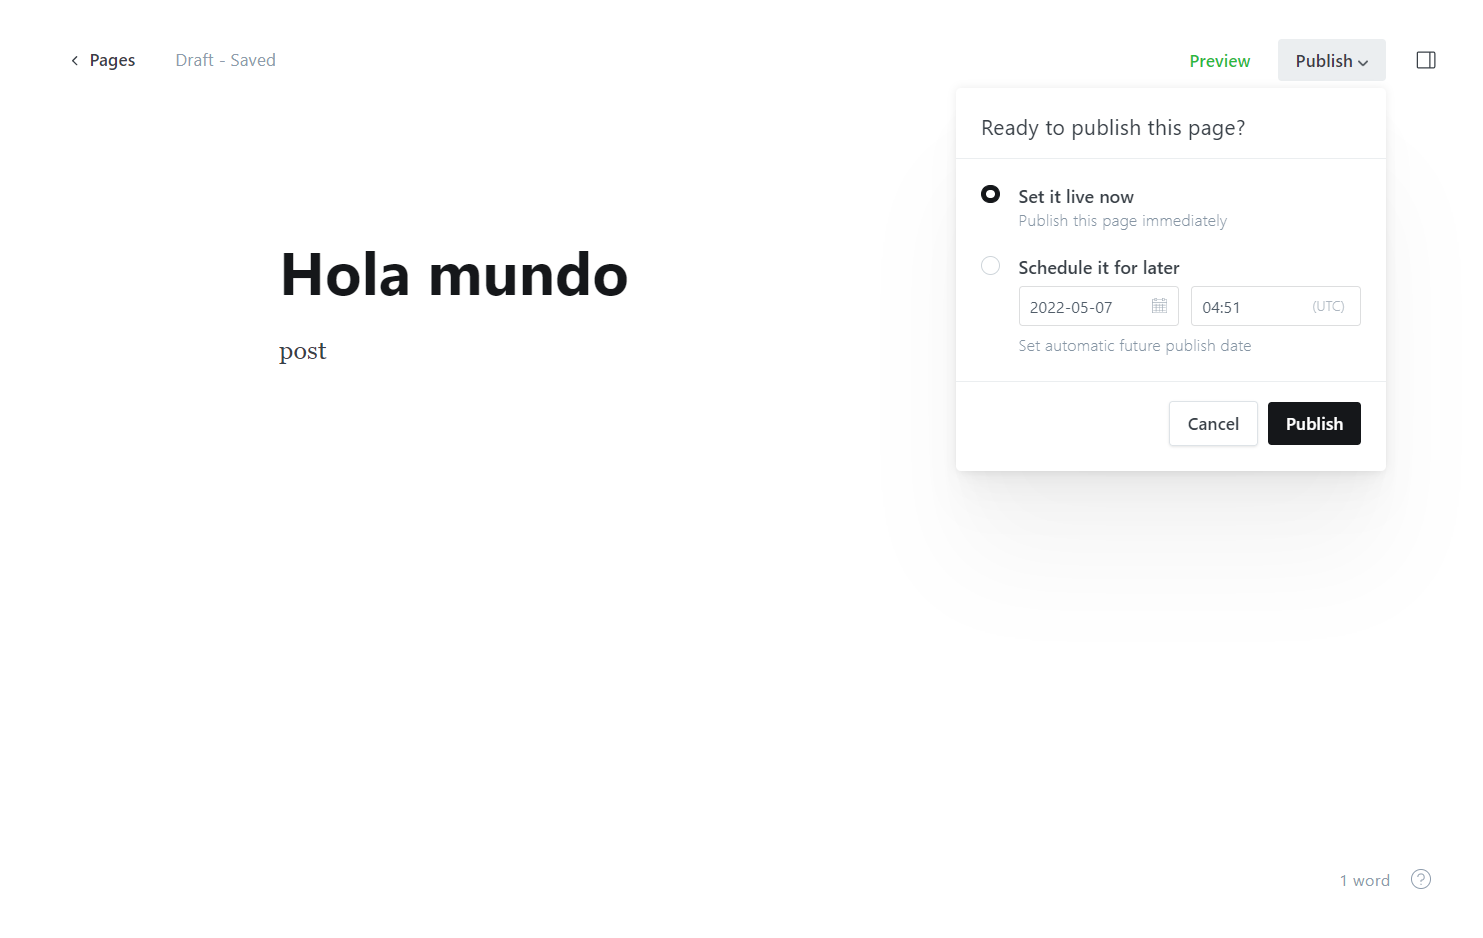 Pages
Draft - Saved
Preview
Publish
Ready to publish this page?
Set it live now
Publish this page immediately
Schedule it for later
2022-05-07
04:51 (UTC)
Set automatic future publish date
Cancel
Publish
Hola mundo
post
1 word
?